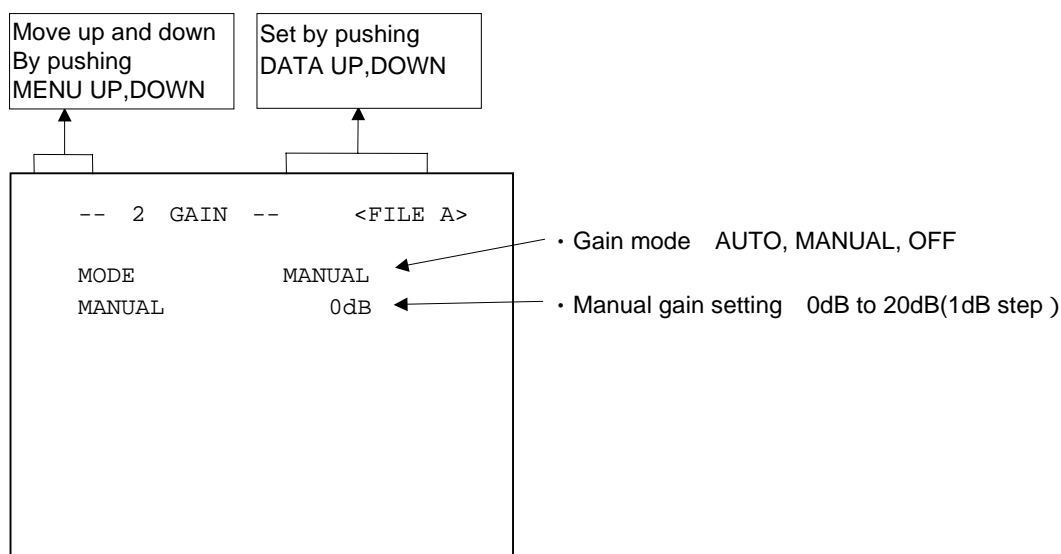 Move up and down
By pushing
MENU UP,DOWN
Set by pushing
DATA UP,DOWN
-- 2 GAIN -- <FILE A>
MODE MANUAL
・Gain mode AUTO, MANUAL, OFF
MANUAL 0dB
・Manual gain setting 0dB to 20dB(1dB step )